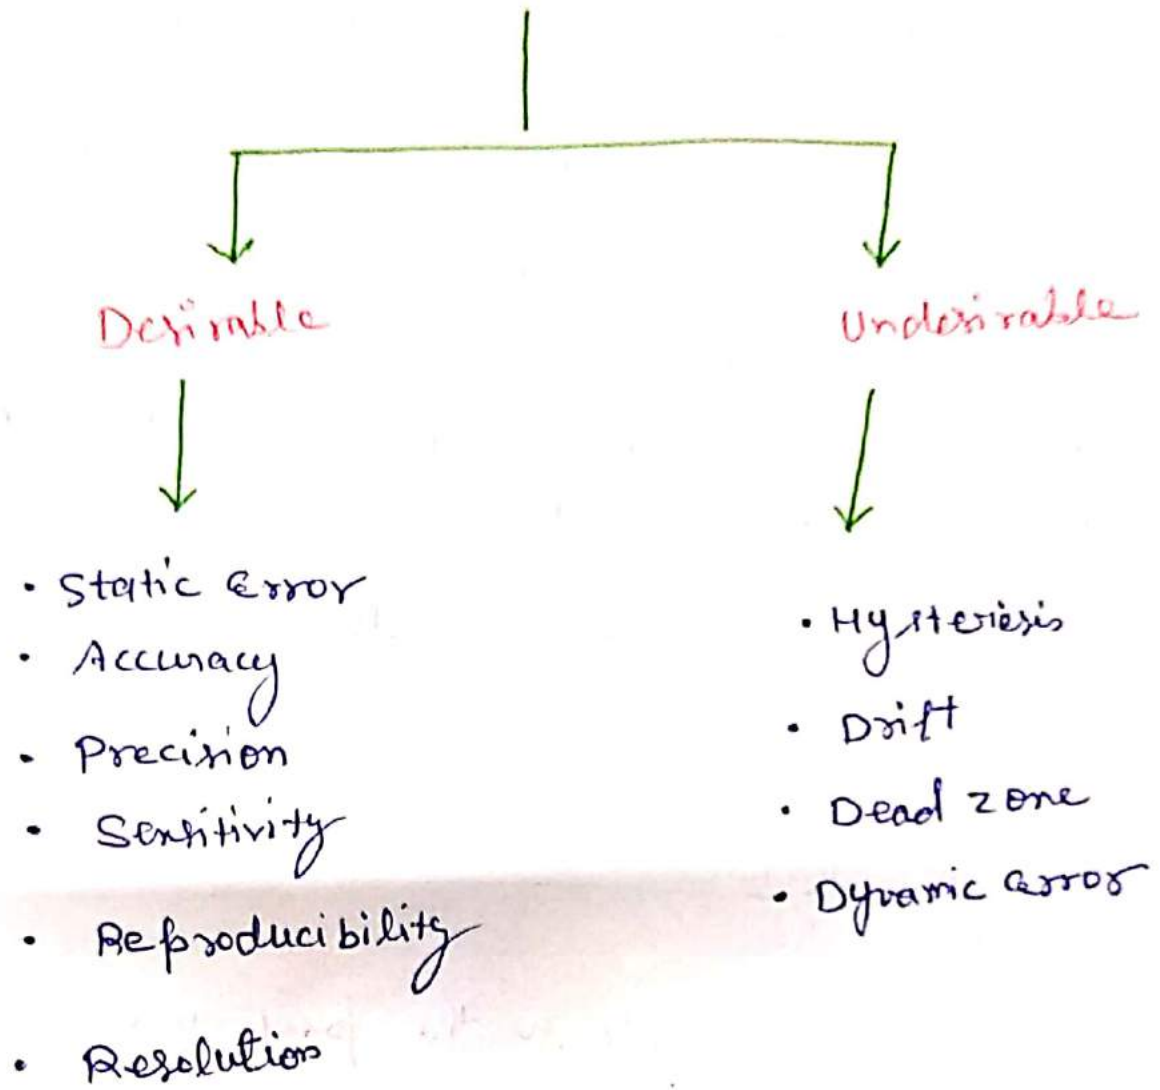 Desirable
Undesirable
• Static Error
• Accuracy
• Precision
• Sensitivity
• Reproducibility
• Resolution
• Hysteresis
• Drift
• Dead zone
• Dynamic Error